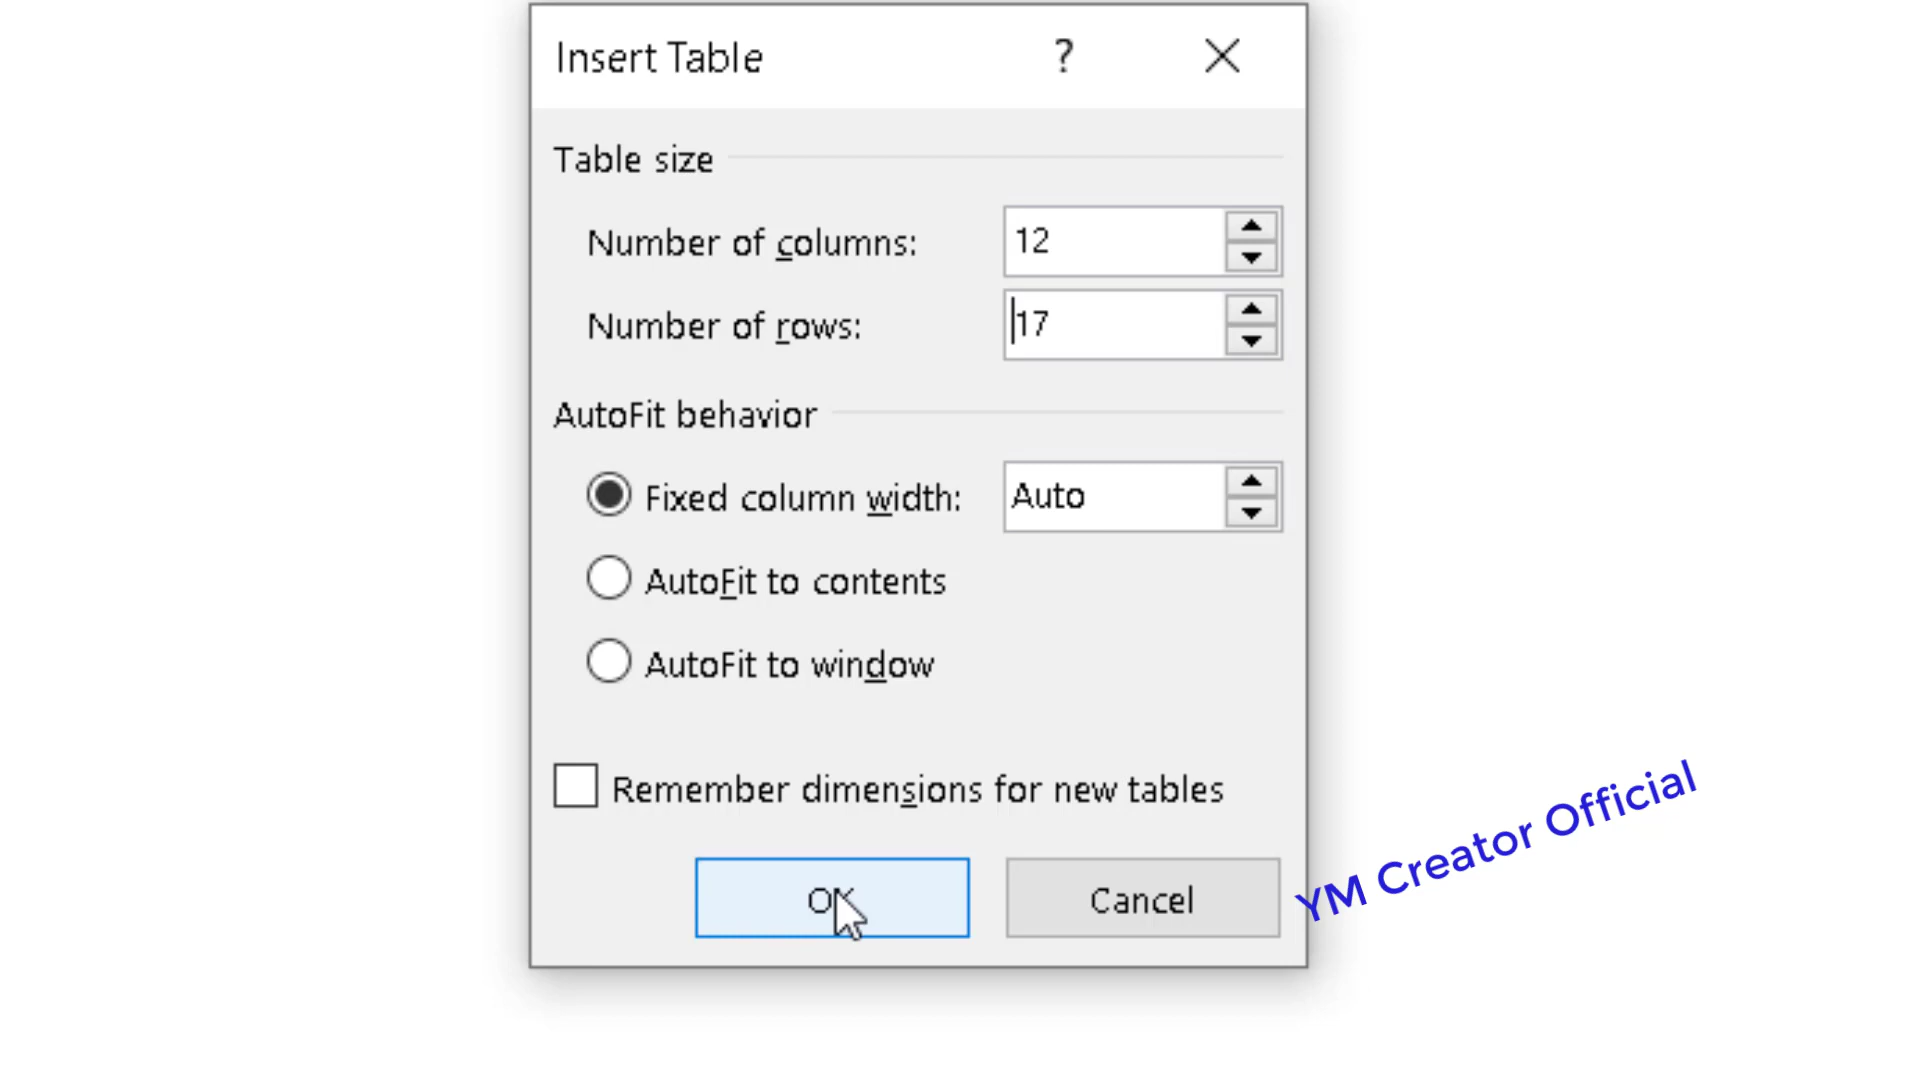 Insert Table ?
Table size
Number of columns: 12
Number of rows: 17
AutoFit behavior
Fixed column width: Auto
AutoFit to contents
AutoFit to window
Remember dimensions for new tables
OK Cancel
YM Creator Official